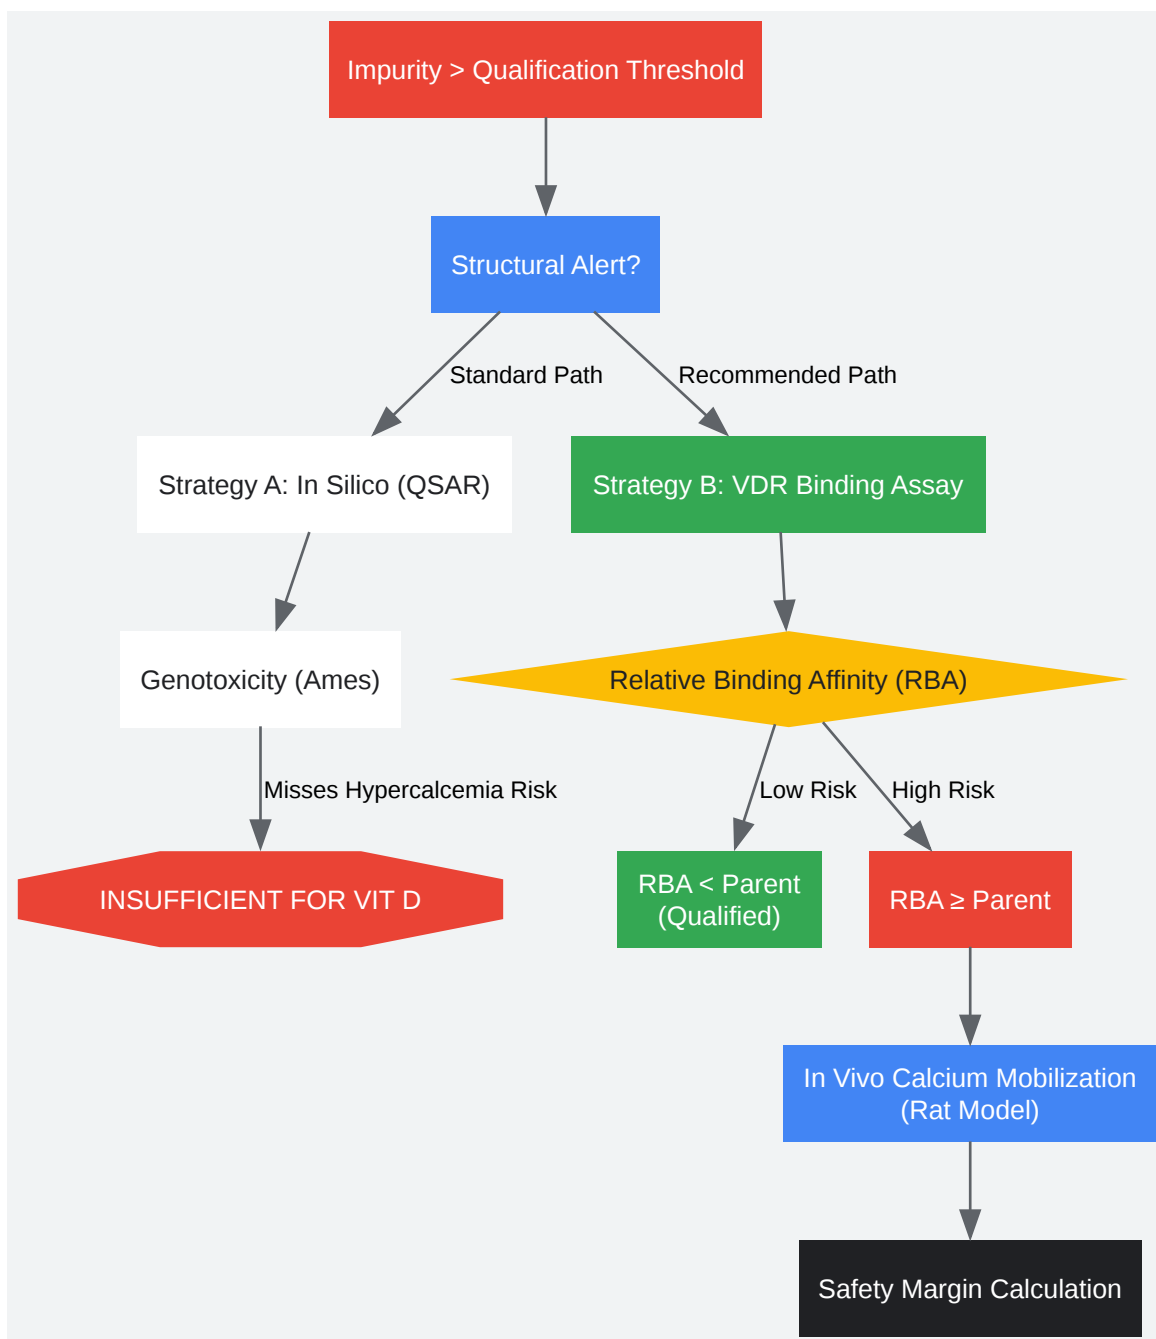 Impurity > Qualification Threshold
Structural Alert?
Standard Path
Recommended Path
Strategy A: In Silico (QSAR)
Strategy B: VDR Binding Assay
Genotoxicity (Ames)
Relative Binding Affinity (RBA)
Misses Hypercalcemia Risk
Low Risk
High Risk
INSUFFICIENT FOR VIT D
RBA < Parent
(Qualified)
RBA ≥ Parent
In Vivo Calcium Mobilization
(Rat Model)
Safety Margin Calculation